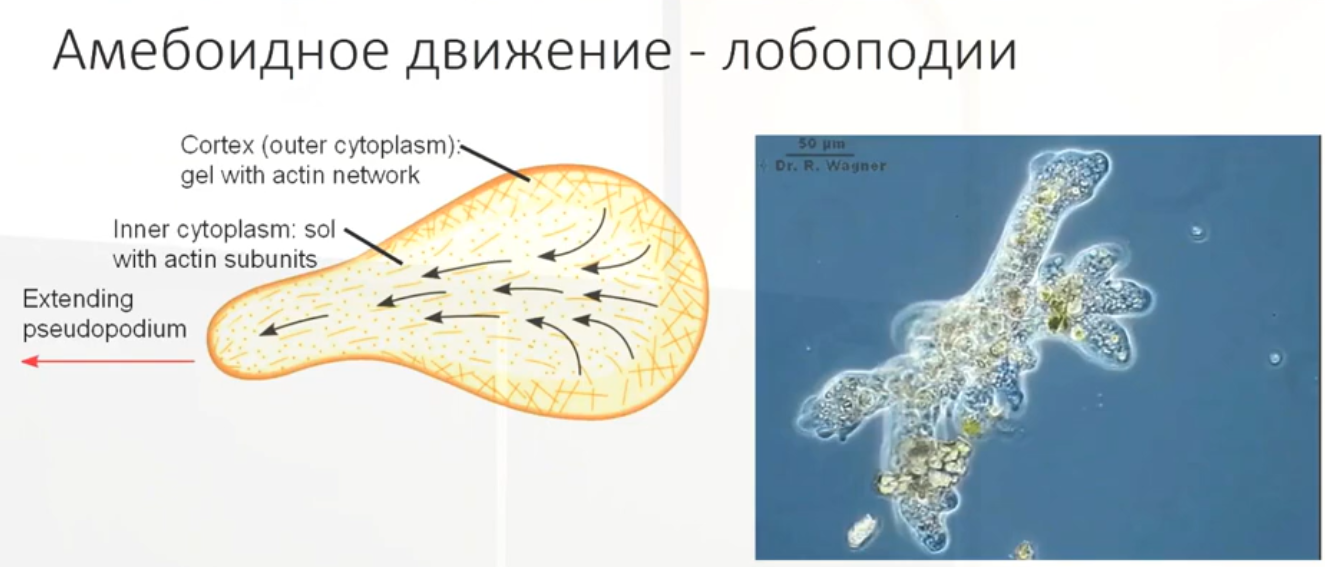 Амебоидное движение - лобоподии
Cortex (outer cytoplasm):
gel with actin network
Inner cytoplasm: sol
with actin subunits
Extending
pseudopodium
50 µm
Dr. R. Wagner